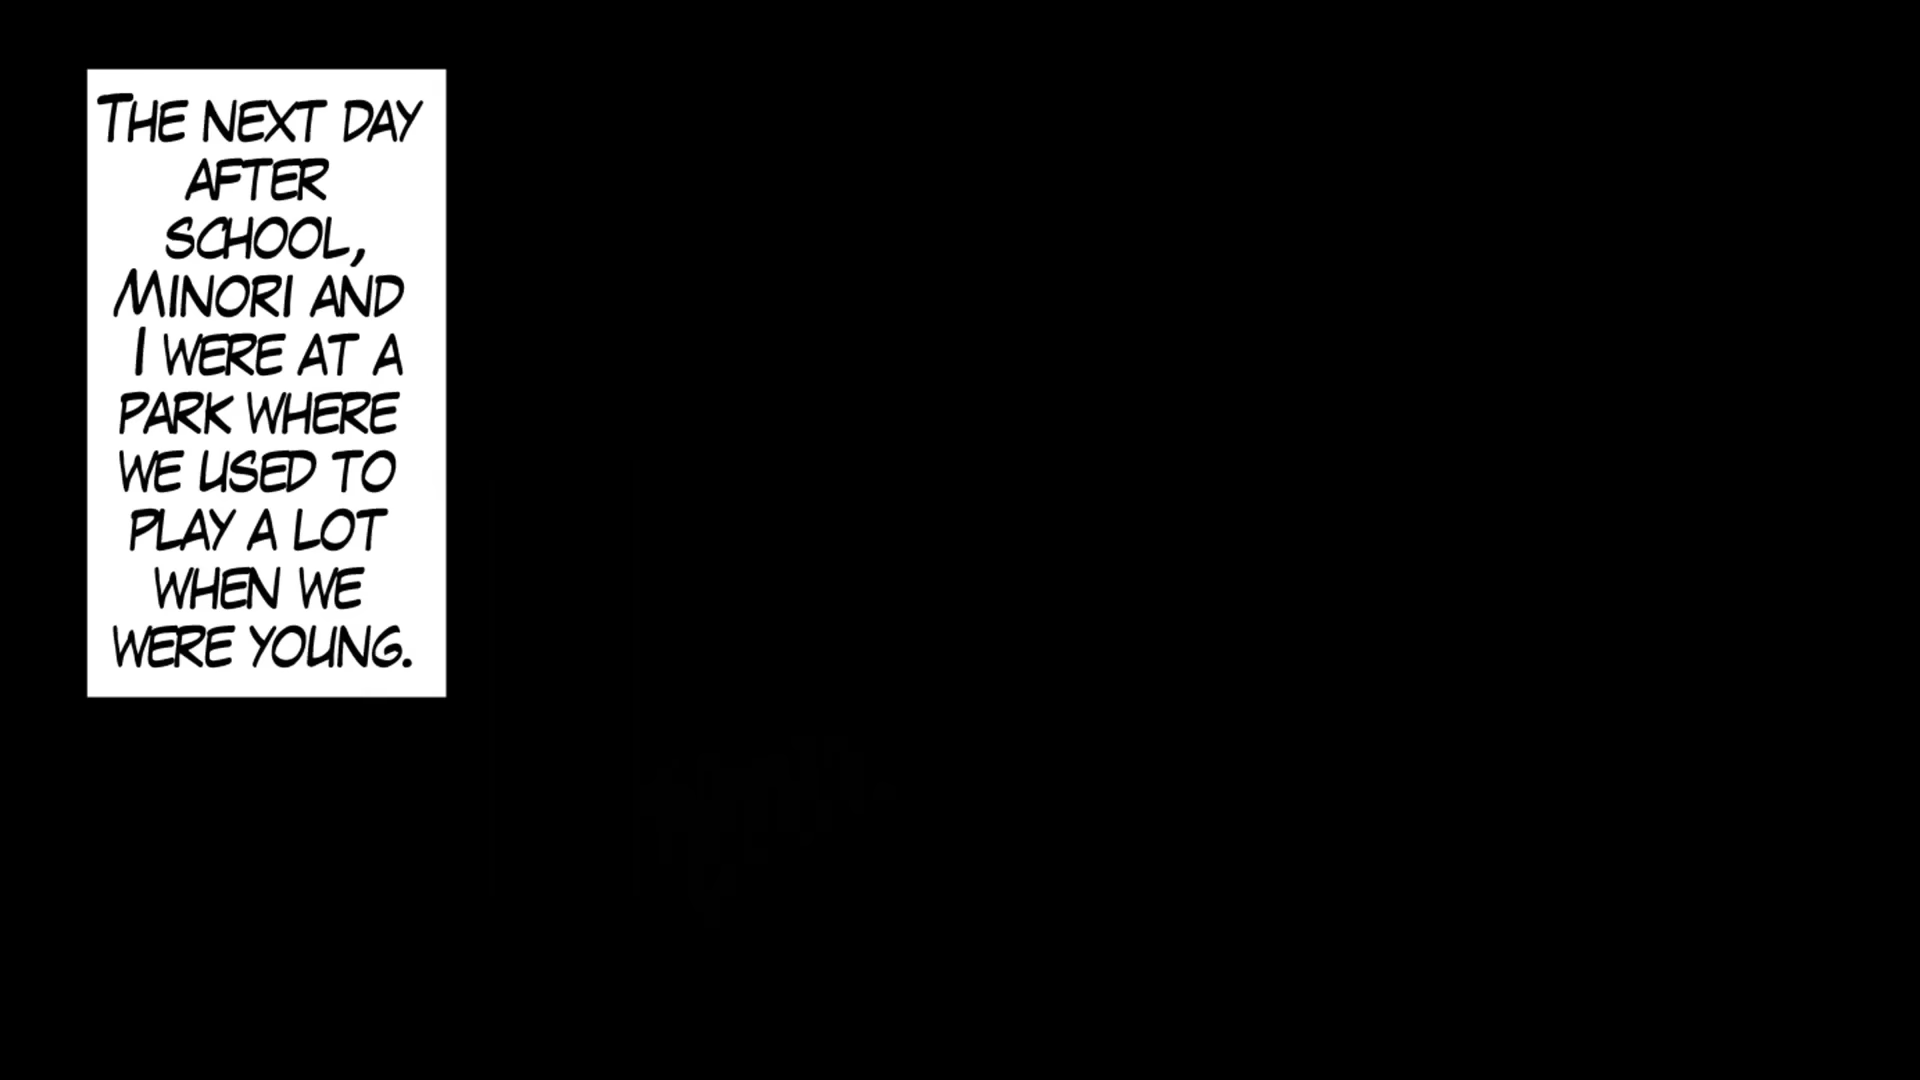 The next day
after
school,
Minori and
I were at a
park where
we used to
play a lot
when we
were young.